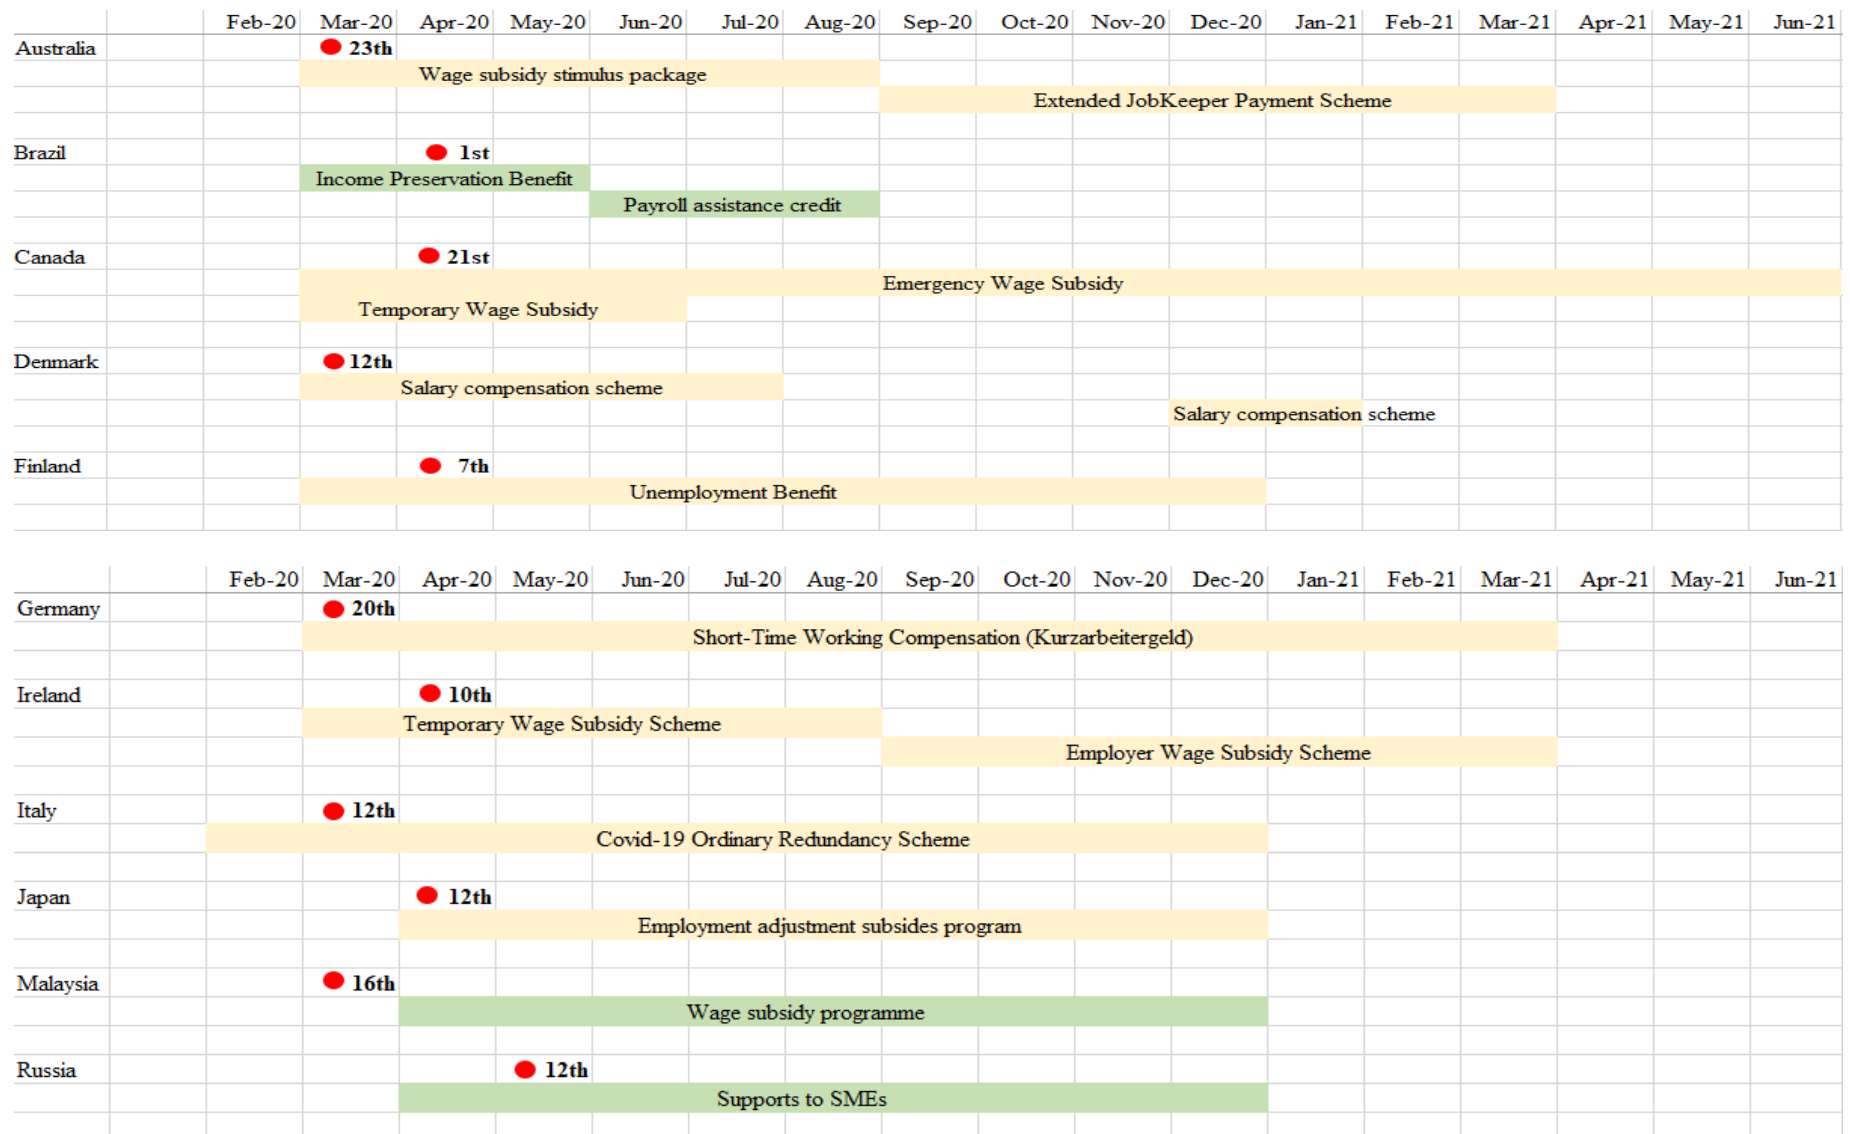 Feb-20 Mar-20 Apr-20 May-20 Jun-20 Jul-20 Aug-20 Sep-20 Oct-20 Nov-20 Dec-20 Jan-21 Feb-21 Mar-21 Apr-21 May-21 Jun-21
Australia 23th
Wage subsidy stimulus package
Extended JobKeeper Payment Scheme
Brazil 1st
Income Preservation Benefit
Payroll assistance credit
Canada 21st
Emergency Wage Subsidy
Temporary Wage Subsidy
Denmark 12th
Salary compensation scheme
Salary compensation scheme
Finland 7th
Unemployment Benefit
Feb-20 Mar-20 Apr-20 May-20 Jun-20 Jul-20 Aug-20 Sep-20 Oct-20 Nov-20 Dec-20 Jan-21 Feb-21 Mar-21 Apr-21 May-21 Jun-21
Germany 20th
Short-Time Working Compensation (Kurzarbeitergeld)
Ireland 10th
Temporary Wage Subsidy Scheme
Employer Wage Subsidy Scheme
Italy 12th
Covid-19 Ordinary Redundancy Scheme
Japan 12th
Employment adjustment subsides program
Malaysia 16th
Wage subsidy programme
Russia 12th
Supports to SMEs